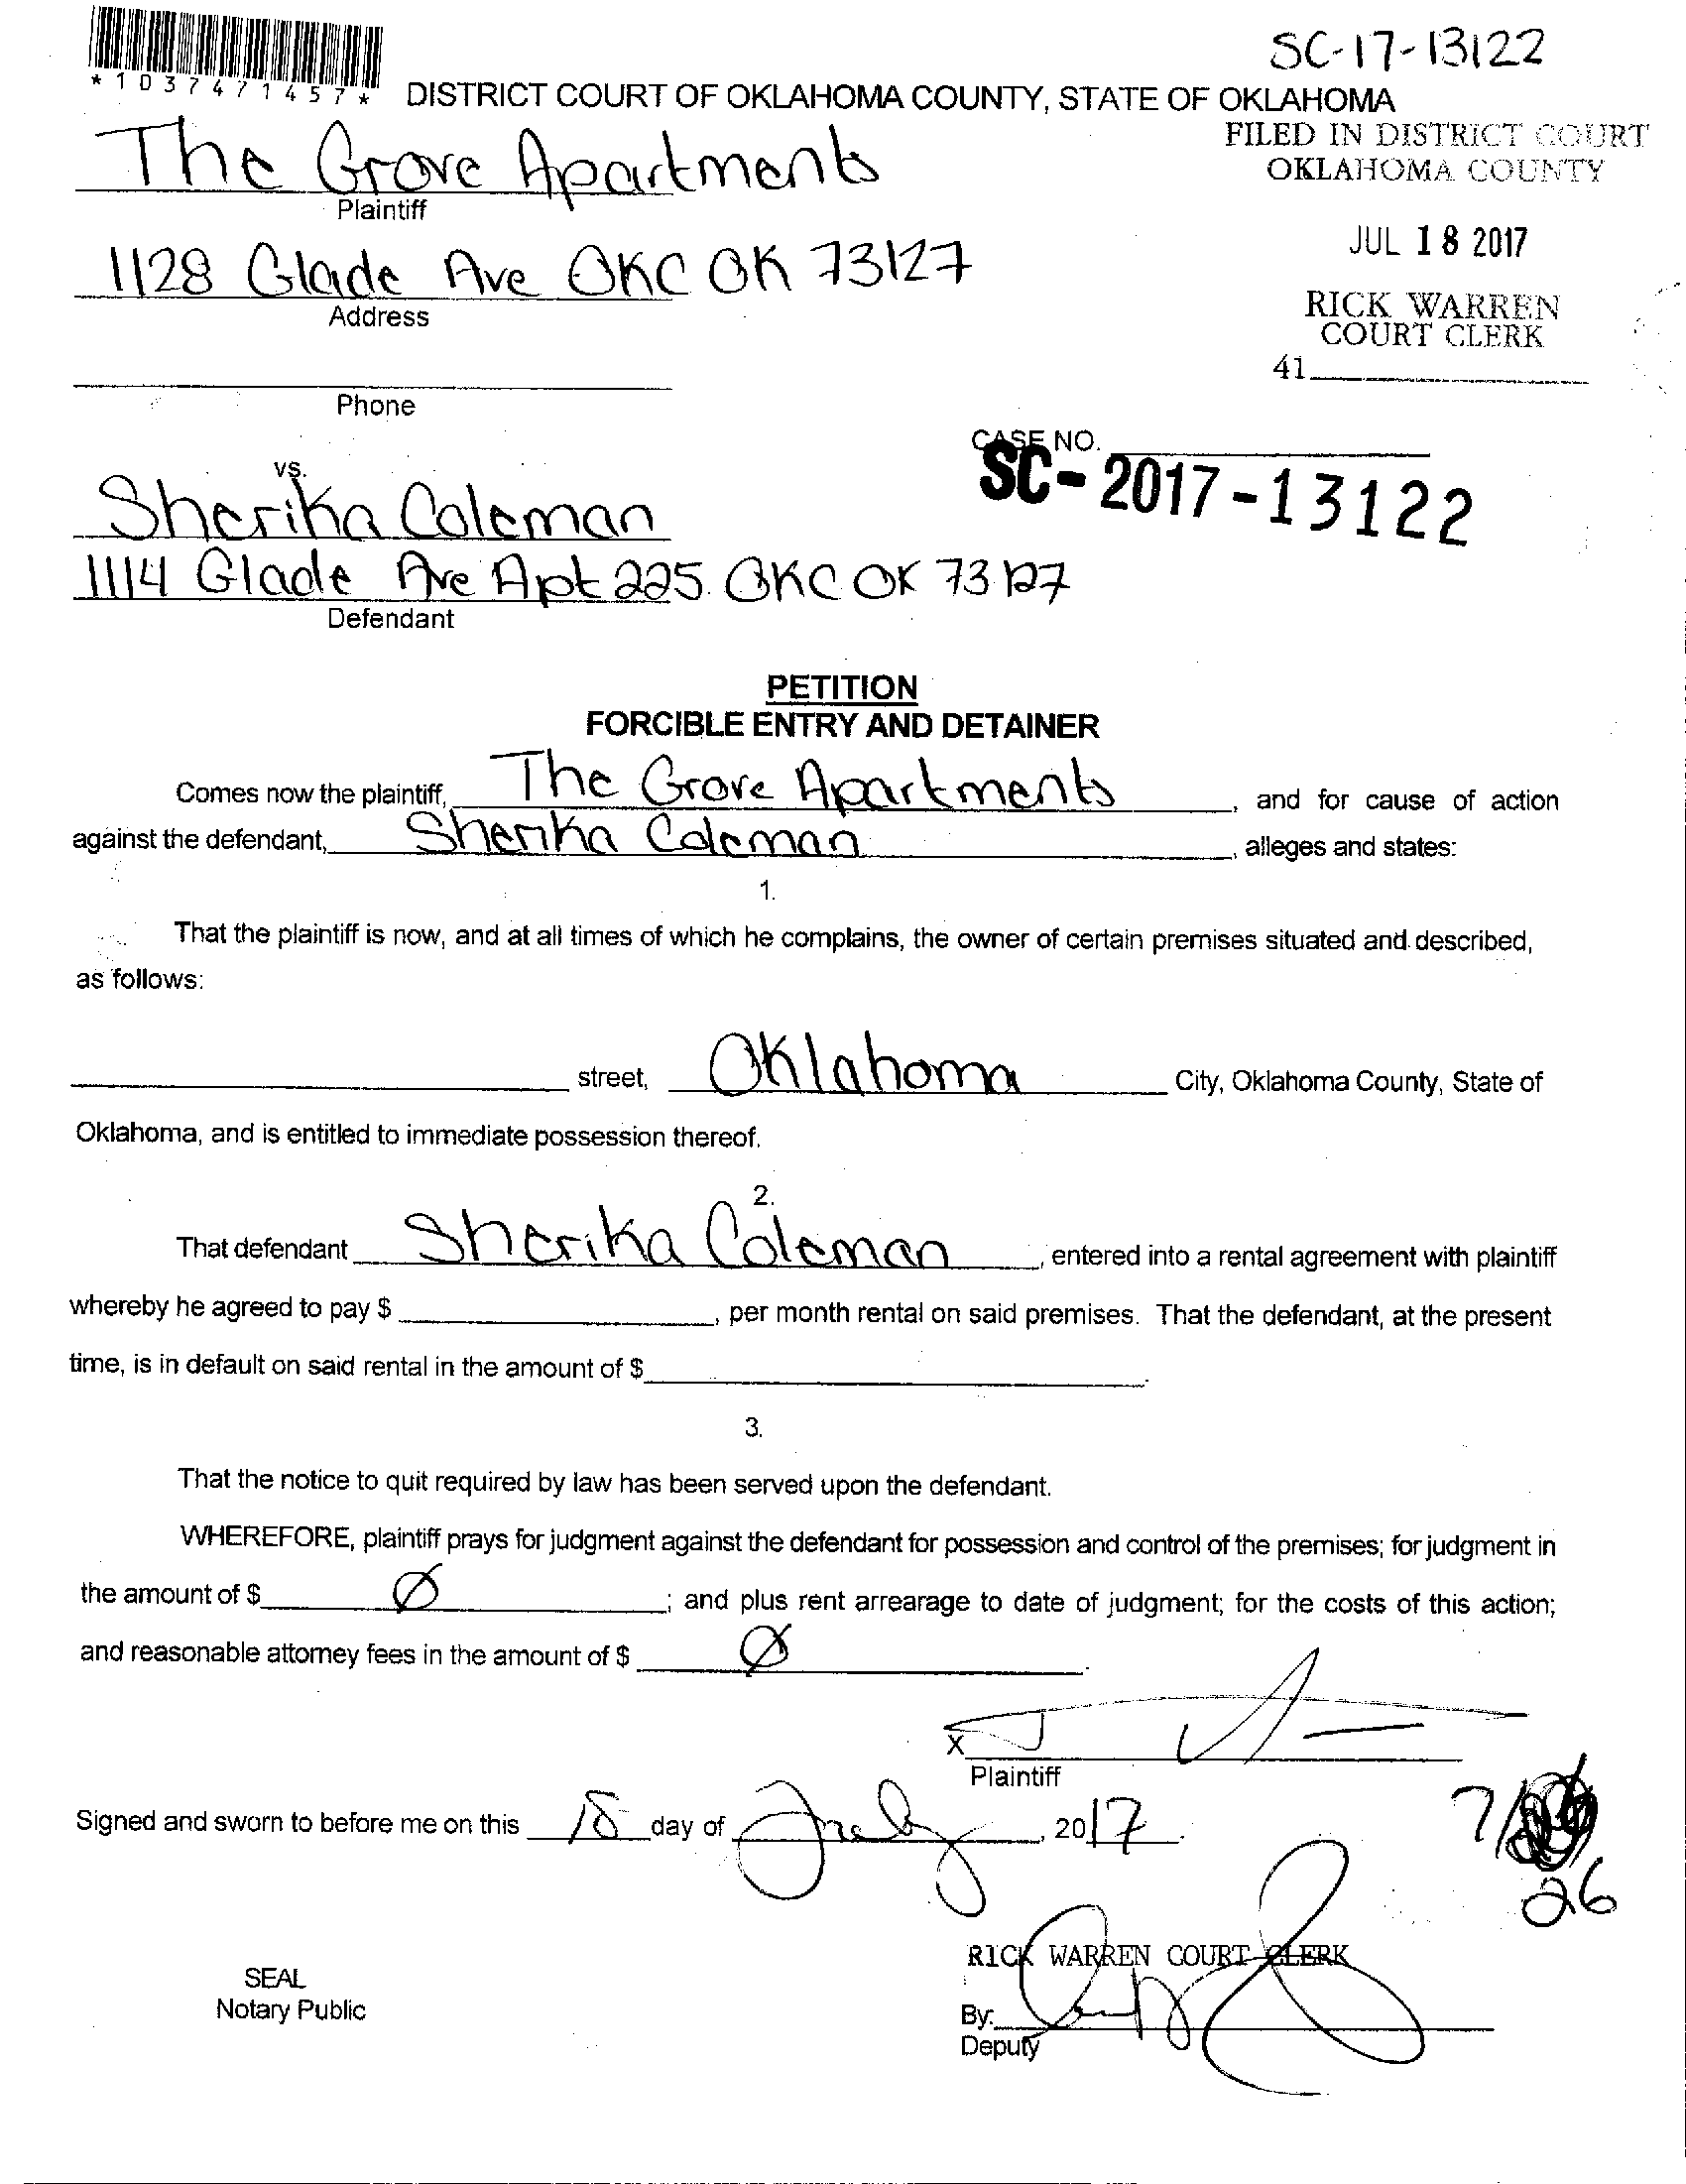 SC-17-13122
*1037471457*
DISTRICT COURT OF OKLAHOMA COUNTY, STATE OF OKLAHOMA
FILED IN DISTRICT COURT
OKLAHOMA COUNTY
The Grove Apartments
Plaintiff
JUL 18 2017
1128 Glade Ave OKC OK 73127
Address
RICK WARREN
COURT CLERK
41
Phone
CASE NO.
SC-2017-13122
vs.
Sherika Coleman
1114 Glade Ave Apt 225 OKC OK 73127
Defendant
PETITION
FORCIBLE ENTRY AND DETAINER
Comes now the plaintiff, The Grove Apartments, and for cause of action
against the defendant, Sherika Coleman, alleges and states:
1.
That the plaintiff is now, and at all times of which he complains, the owner of certain premises situated and described,
as follows:
street, Oklahoma City, Oklahoma County, State of
Oklahoma, and is entitled to immediate possession thereof.
2.
That defendant Sherika Coleman, entered into a rental agreement with plaintiff
whereby he agreed to pay $, per month rental on said premises. That the defendant, at the present
time, is in default on said rental in the amount of $.
3.
That the notice to quit required by law has been served upon the defendant.
WHEREFORE, plaintiff prays for judgment against the defendant for possession and control of the premises; for judgment in
the amount of $ Ø; and plus rent arrearage to date of judgment; for the costs of this action;
and reasonable attorney fees in the amount of $ Ø.
X
Plaintiff
Signed and sworn to before me on this 18 day of July, 2017.
7/
26
RICK WARREN COURT CLERK
SEAL
Notary Public
By:
Deputy